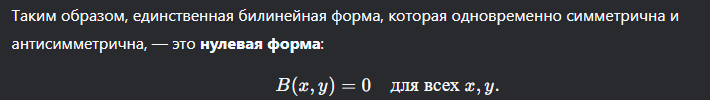 Таким образом, единственная билинейная форма, которая одновременно симметрична и
антисимметрична, — это нулевая форма:
B(x, y) = 0 для всех x, y.